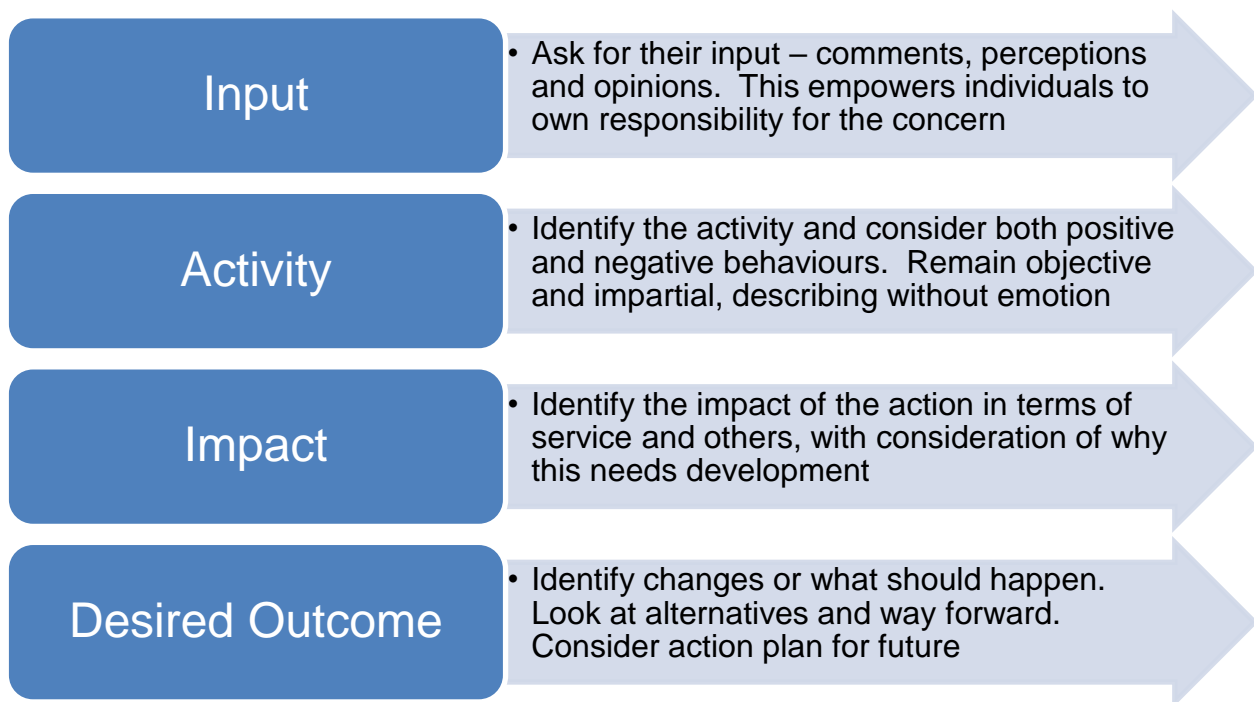 Input
• Ask for their input – comments, perceptions
and opinions.  This empowers individuals to
own responsibility for the concern
Activity
• Identify the activity and consider both positive
and negative behaviours.  Remain objective
and impartial, describing without emotion
Impact
• Identify the impact of the action in terms of
service and others, with consideration of why
this needs development
Desired Outcome
• Identify changes or what should happen.
Look at alternatives and way forward.
Consider action plan for future